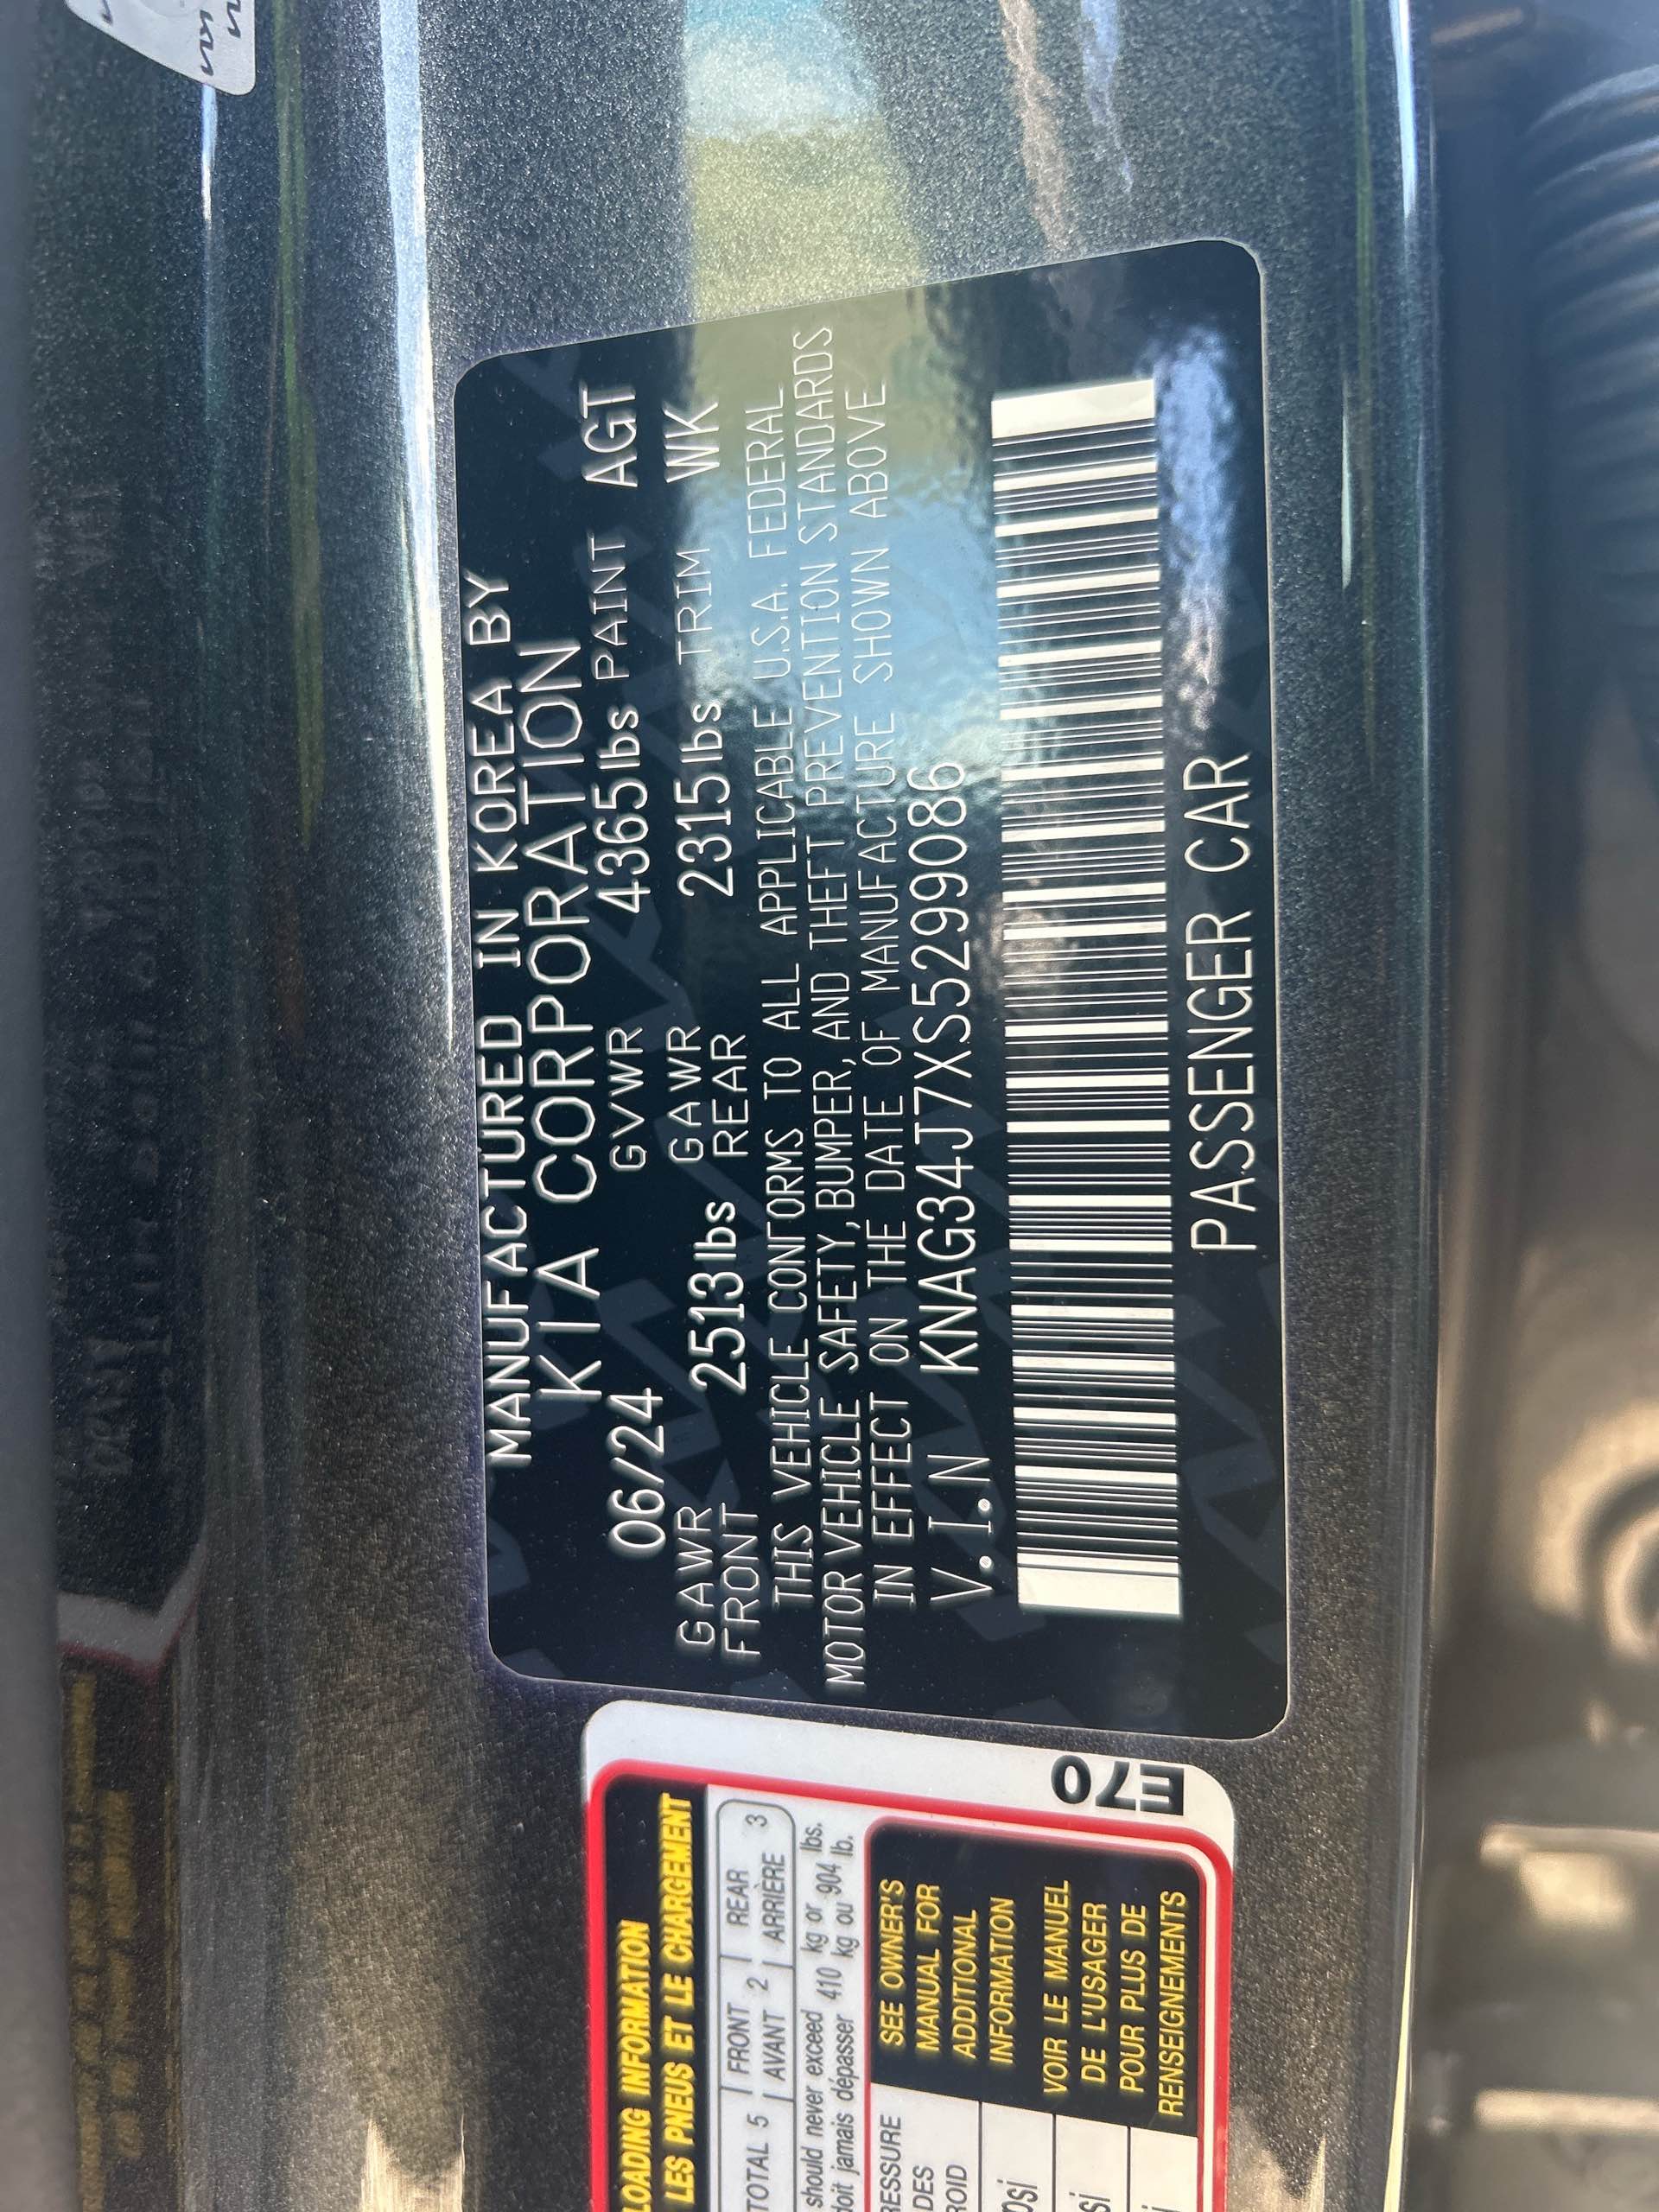 MANUFACTURED IN KOREA BY
KIA CORPORATION
06/24 GVWR 4365lbs PAINT AGT
GAWR FRONT 2513lbs GAWR REAR 2315lbs TRIM WK
THIS VEHICLE CONFORMS TO ALL APPLICABLE U.S.A. FEDERAL
MOTOR VEHICLE SAFETY, BUMPER, AND THEFT PREVENTION STANDARDS
IN EFFECT ON THE DATE OF MANUFACTURE SHOWN ABOVE
V.I.N KNAG34J7XS5299086
PASSENGER CAR
E70
LOADING INFORMATION
LES PNEUS ET LE CHARGEMENT
TOTAL 5 FRONT AVANT 2 REAR ARRIÈRE 3
should never exceed 410 kg or 904 lbs.
doit jamais dépasser 410 kg ou 904 lb.
SEE OWNER'S
MANUAL FOR
ADDITIONAL
INFORMATION
VOIR LE MANUEL
DE L'USAGER
POUR PLUS DE
RENSEIGNEMENTS
DES